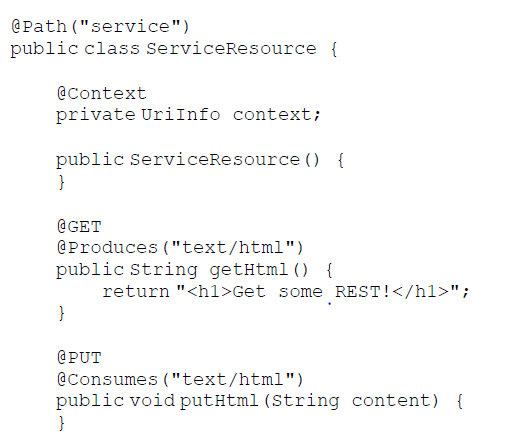 @Path("service")
public class ServiceResource {
@Context
private UriInfo context;
public ServiceResource() {
}
@GET
@Produces("text/html")
public String getHtml() {
return "<h1>Get some REST!</h1>";
}
@PUT
@Consumes("text/html")
public void putHtml(String content) {
}